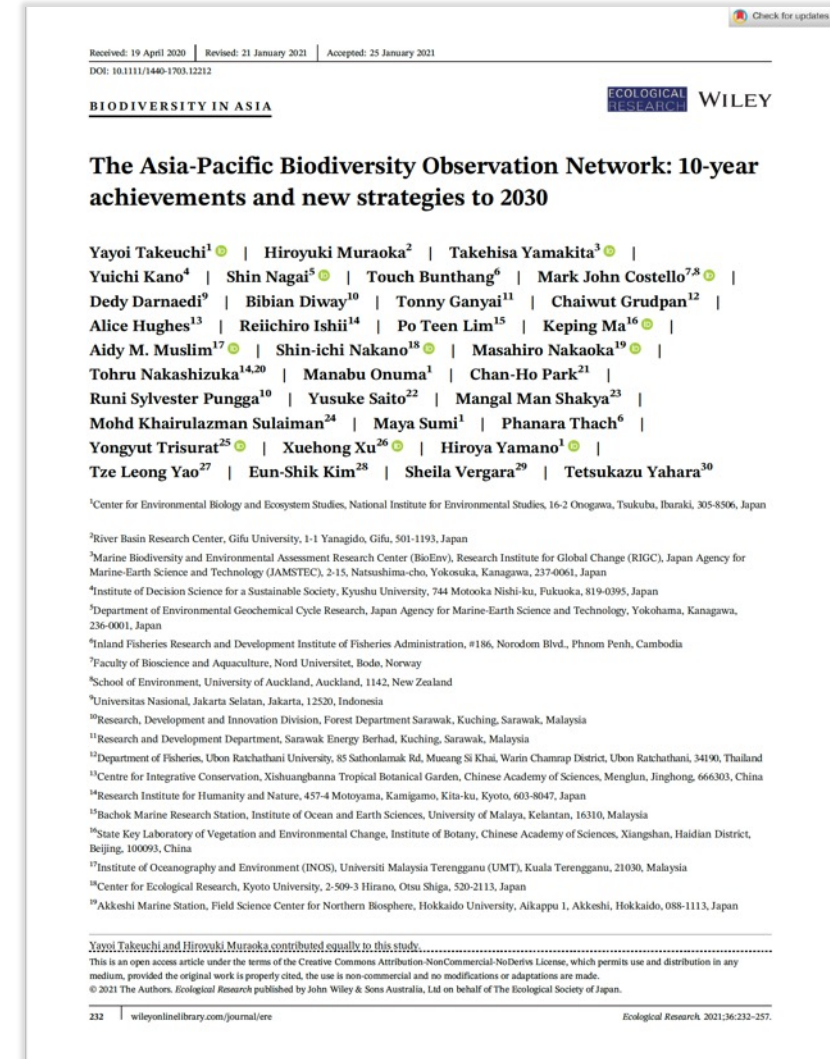 Check for updates
Received: 19 April 2020 | Revised: 21 January 2021 | Accepted: 25 January 2021
DOI: 10.1111/1440-1703.12212
BIODIVERSITY IN ASIA
ECOLOGICAL RESEARCH WILEY
The Asia-Pacific Biodiversity Observation Network: 10-year
achievements and new strategies to 2030
Yayoi Takeuchi1 | Hiroyuki Muraoka2 | Takehisa Yamakita3 |
Yuichi Kano4 | Shin Nagai5 | Touch Bunthang6 | Mark John Costello7,8 |
Dedy Darnaedi9 | Bibian Diway10 | Tonny Ganyai11 | Chaiwut Grudpan12 |
Alice Hughes13 | Reiichiro Ishii14 | Po Teen Lim15 | Keping Ma16 |
Aidy M. Muslim17 | Shin-ichi Nakano18 | Masahiro Nakaoka19 |
Tohru Nakashizuka14,20 | Manabu Onuma1 | Chan-Ho Park21 |
Runi Sylvester Pungga10 | Yusuke Saito22 | Mangal Man Shakya23 |
Mohd Khairulazman Sulaiman24 | Maya Sumi1 | Phanara Thach6 |
Yongyut Trisurat25 | Xuehong Xu26 | Hiroya Yamano1 |
Tze Leong Yao27 | Eun-Shik Kim28 | Sheila Vergara29 | Tetsukazu Yahara30
1Center for Environmental Biology and Ecosystem Studies, National Institute for Environmental Studies, 16-2 Onogawa, Tsukuba, Ibaraki, 305-8506, Japan
2River Basin Research Center, Gifu University, 1-1 Yanagido, Gifu, 501-1193, Japan
3Marine Biodiversity and Environmental Assessment Research Center (BioEnv), Research Institute for Global Change (RIGC), Japan Agency for
Marine-Earth Science and Technology (JAMSTEC), 2-15, Natsushima-cho, Yokosuka, Kanagawa, 237-0061, Japan
4Institute of Decision Science for a Sustainable Society, Kyushu University, 744 Motooka Nishi-ku, Fukuoka, 819-0395, Japan
5Department of Environmental Geochemical Cycle Research, Japan Agency for Marine-Earth Science and Technology, Yokohama, Kanagawa,
236-0001, Japan
6Inland Fisheries Research and Development Institute of Fisheries Administration, #186, Norodom Blvd., Phnom Penh, Cambodia
7Faculty of Bioscience and Aquaculture, Nord Universitet, Bodø, Norway
8School of Environment, University of Auckland, Auckland, 1142, New Zealand
9Universitas Nasional, Jakarta Selatan, Jakarta, 12520, Indonesia
10Research, Development and Innovation Division, Forest Department Sarawak, Kuching, Sarawak, Malaysia
11Research and Development Department, Sarawak Energy Berhad, Kuching, Sarawak, Malaysia
12Department of Fisheries, Ubon Ratchathani University, 85 Sathonlamak Rd, Mueang Si Khai, Warin Chamrap District, Ubon Ratchathani, 34190, Thailand
13Centre for Integrative Conservation, Xishuangbanna Tropical Botanical Garden, Chinese Academy of Sciences, Menglun, Jinghong, 666303, China
14Research Institute for Humanity and Nature, 457-4 Motoyama, Kamigamo, Kita-ku, Kyoto, 603-8047, Japan
15Bachok Marine Research Station, Institute of Ocean and Earth Sciences, University of Malaya, Kelantan, 16310, Malaysia
16State Key Laboratory of Vegetation and Environmental Change, Institute of Botany, Chinese Academy of Sciences, Xiangshan, Haidian District,
Beijing, 100093, China
17Institute of Oceanography and Environment (INOS), Universiti Malaysia Terengganu (UMT), Kuala Terengganu, 21030, Malaysia
18Center for Ecological Research, Kyoto University, 2-509-3 Hirano, Otsu Shiga, 520-2113, Japan
19Akkeshi Marine Station, Field Science Center for Northern Biosphere, Hokkaido University, Aikappu 1, Akkeshi, Hokkaido, 088-1113, Japan
Yayoi Takeuchi and Hiroyuki Muraoka contributed equally to this study.
This is an open access article under the terms of the Creative Commons Attribution-NonCommercial-NoDerivs License, which permits use and distribution in any
medium, provided the original work is properly cited, the use is non-commercial and no modifications or adaptations are made.
© 2021 The Authors. Ecological Research published by John Wiley & Sons Australia, Ltd on behalf of The Ecological Society of Japan.
232 | wileyonlinelibrary.com/journal/ere Ecological Research. 2021;36:232–257.